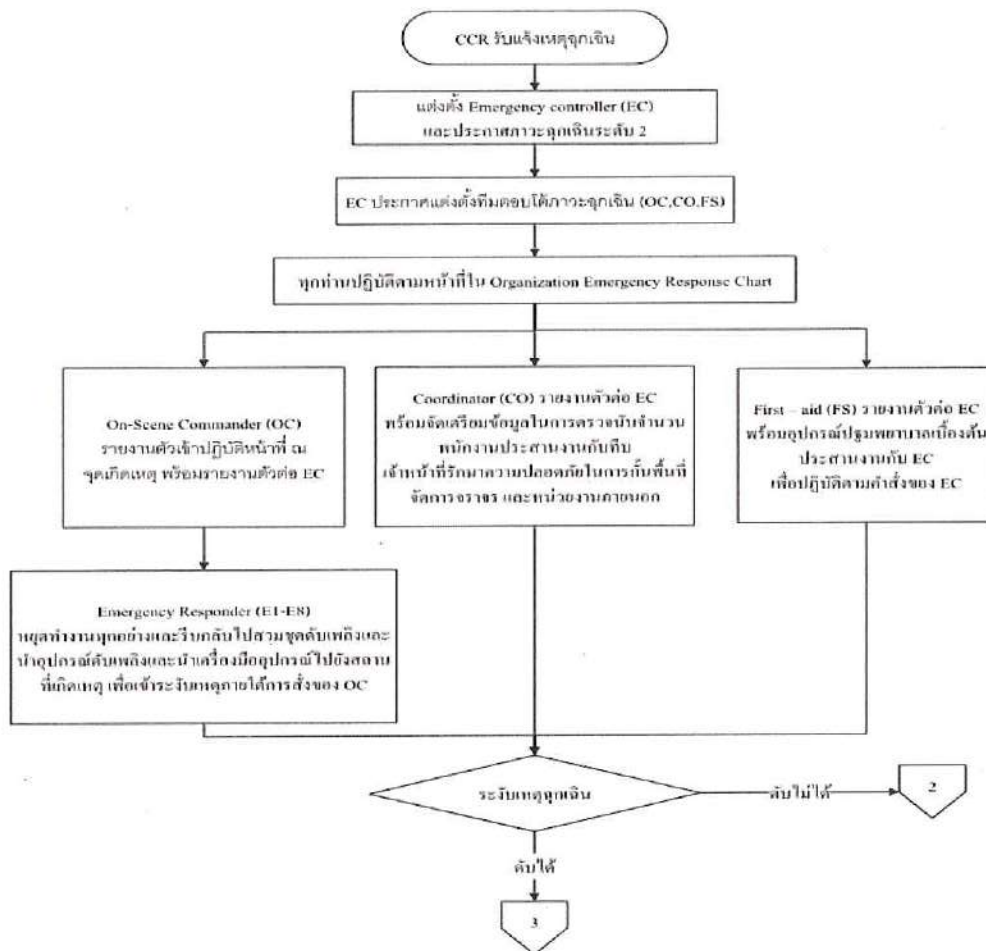 CCR รับแจ้งเหตุฉุกเฉิน
แต่งตั้ง Emergency controller (EC)
และประกาศภาวะฉุกเฉินระดับ 2
EC ประกาศแต่งตั้งทีมตอบโต้ภาวะฉุกเฉิน (OC,CO,FS)
ทุกท่านปฏิบัติตามหน้าที่ใน Organization Emergency Response Chart
On-Scene Commander (OC)
รายงานตัวเข้าปฏิบัติหน้าที่ ณ
จุดเกิดเหตุ พร้อมรายงานตัวต่อ EC
Coordinator (CO) รายงานตัวต่อ EC
พร้อมจัดเตรียมข้อมูลในการตรวจนับจำนวน
พนักงานประสานงานกับทีม
เจ้าหน้าที่รักษาความปลอดภัยในการกั้นพื้นที่
จัดการจราจร และหน่วยงานภายนอก
First – aid (FS) รายงานตัวต่อ EC
พร้อมอุปกรณ์ปฐมพยาบาลเบื้องต้น
ประสานงานกับ EC
เพื่อปฏิบัติตามคำสั่งของ EC
Emergency Responder (E1-E8)
หยุดทำงานทุกอย่างและรีบกลับไปสวมชุดดับเพลิงและ
นำอุปกรณ์ดับเพลิงและนำเครื่องมืออุปกรณ์ไปยังสถาน
ที่เกิดเหตุ เพื่อเข้าระงับเหตุภายใต้การสั่งของ OC
ระงับเหตุฉุกเฉิน
ดับไม่ได้
2
ดับได้
3